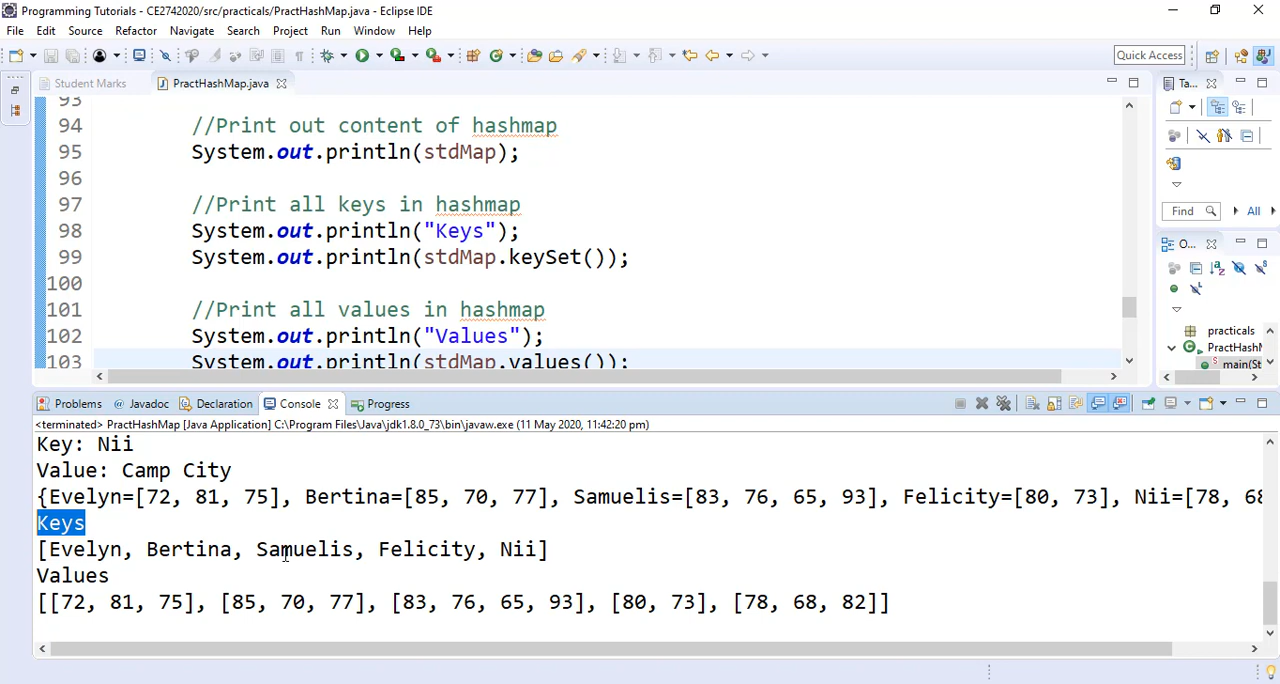 Programming Tutorials - CE2742020/src/practicals/PractHashMap.java - Eclipse IDE
File Edit Source Refactor Navigate Search Project Run Window Help
Quick Access
Student Marks PractHashMap.java
Ta...
93
94 //Print out content of hashmap
95 System.out.println(stdMap);
96
97 //Print all keys in hashmap
98 System.out.println("Keys");
99 System.out.println(stdMap.keySet());
100
101 //Print all values in hashmap
102 System.out.println("Values");
103 System.out.println(stdMap.values());
Find All
O...
practicals
PractHashM
main(St
Problems Javadoc Declaration Console Progress
<terminated> PractHashMap [Java Application] C:\Program Files\Java\jdk1.8.0_73\bin\javaw.exe (11 May 2020, 11:42:20 pm)
Key: Nii
Value: Camp City
{Evelyn=[72, 81, 75], Bertina=[85, 70, 77], Samuelis=[83, 76, 65, 93], Felicity=[80, 73], Nii=[78, 68
Keys
[Evelyn, Bertina, Samuelis, Felicity, Nii]
Values
[[72, 81, 75], [85, 70, 77], [83, 76, 65, 93], [80, 73], [78, 68, 82]]